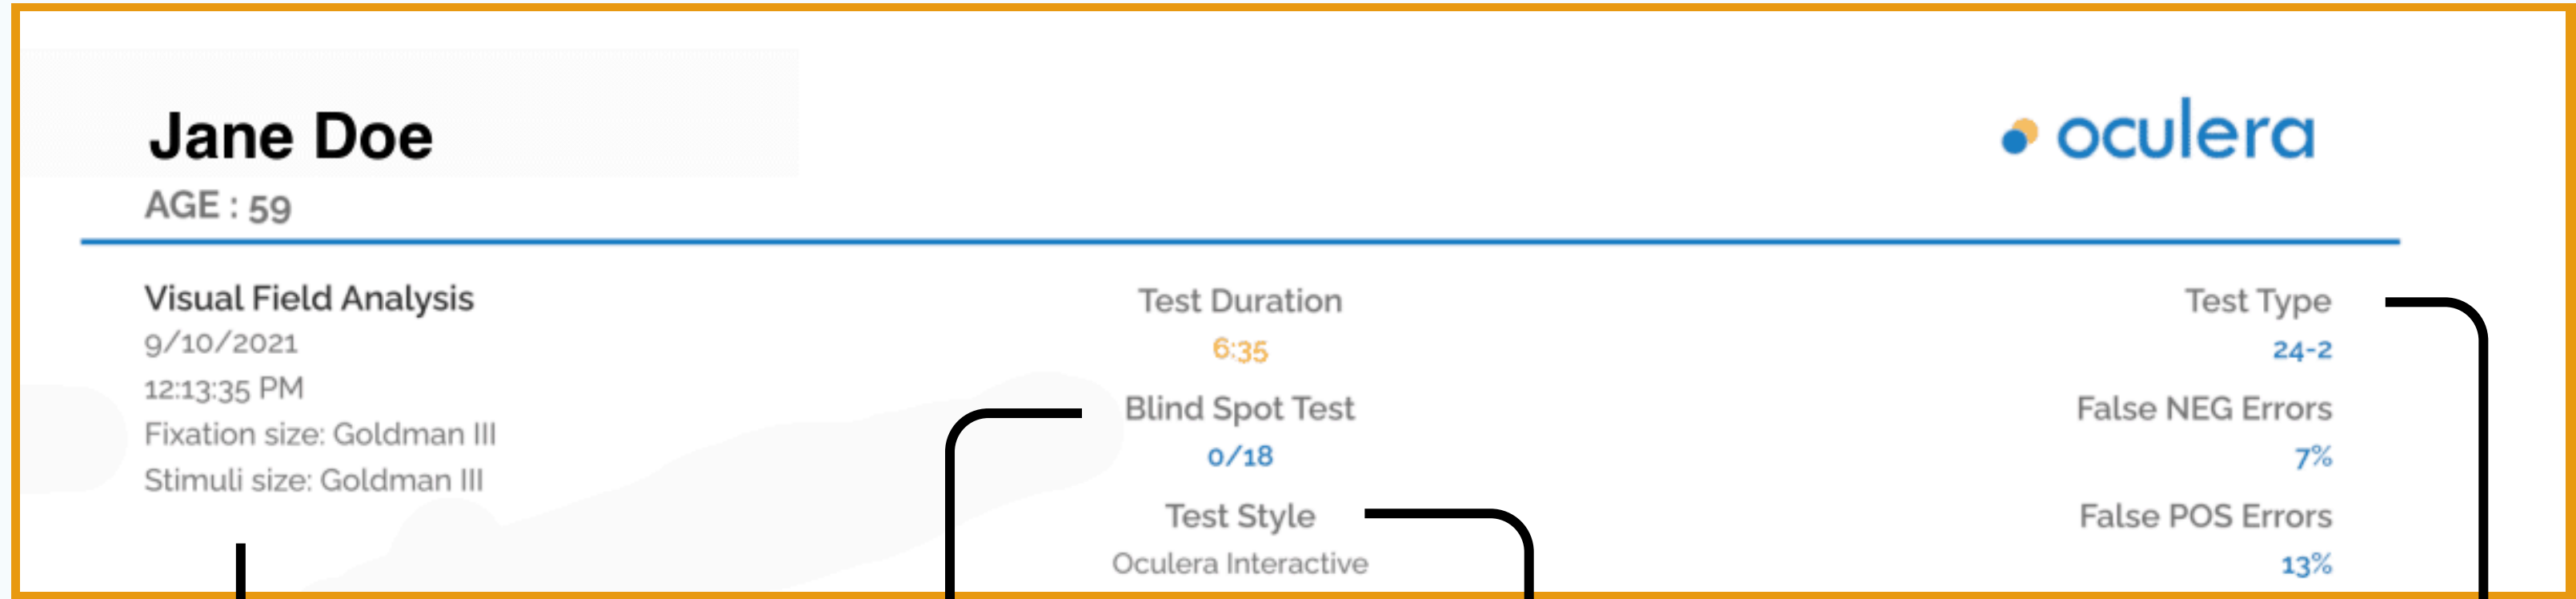 Jane Doe
oculera
AGE : 59
Visual Field Analysis
9/10/2021
12:13:35 PM
Fixation size: Goldman III
Stimuli size: Goldman III
Test Duration
6:35
Blind Spot Test
0/18
Test Style
Oculera Interactive
Test Type
24-2
False NEG Errors
7%
False POS Errors
13%